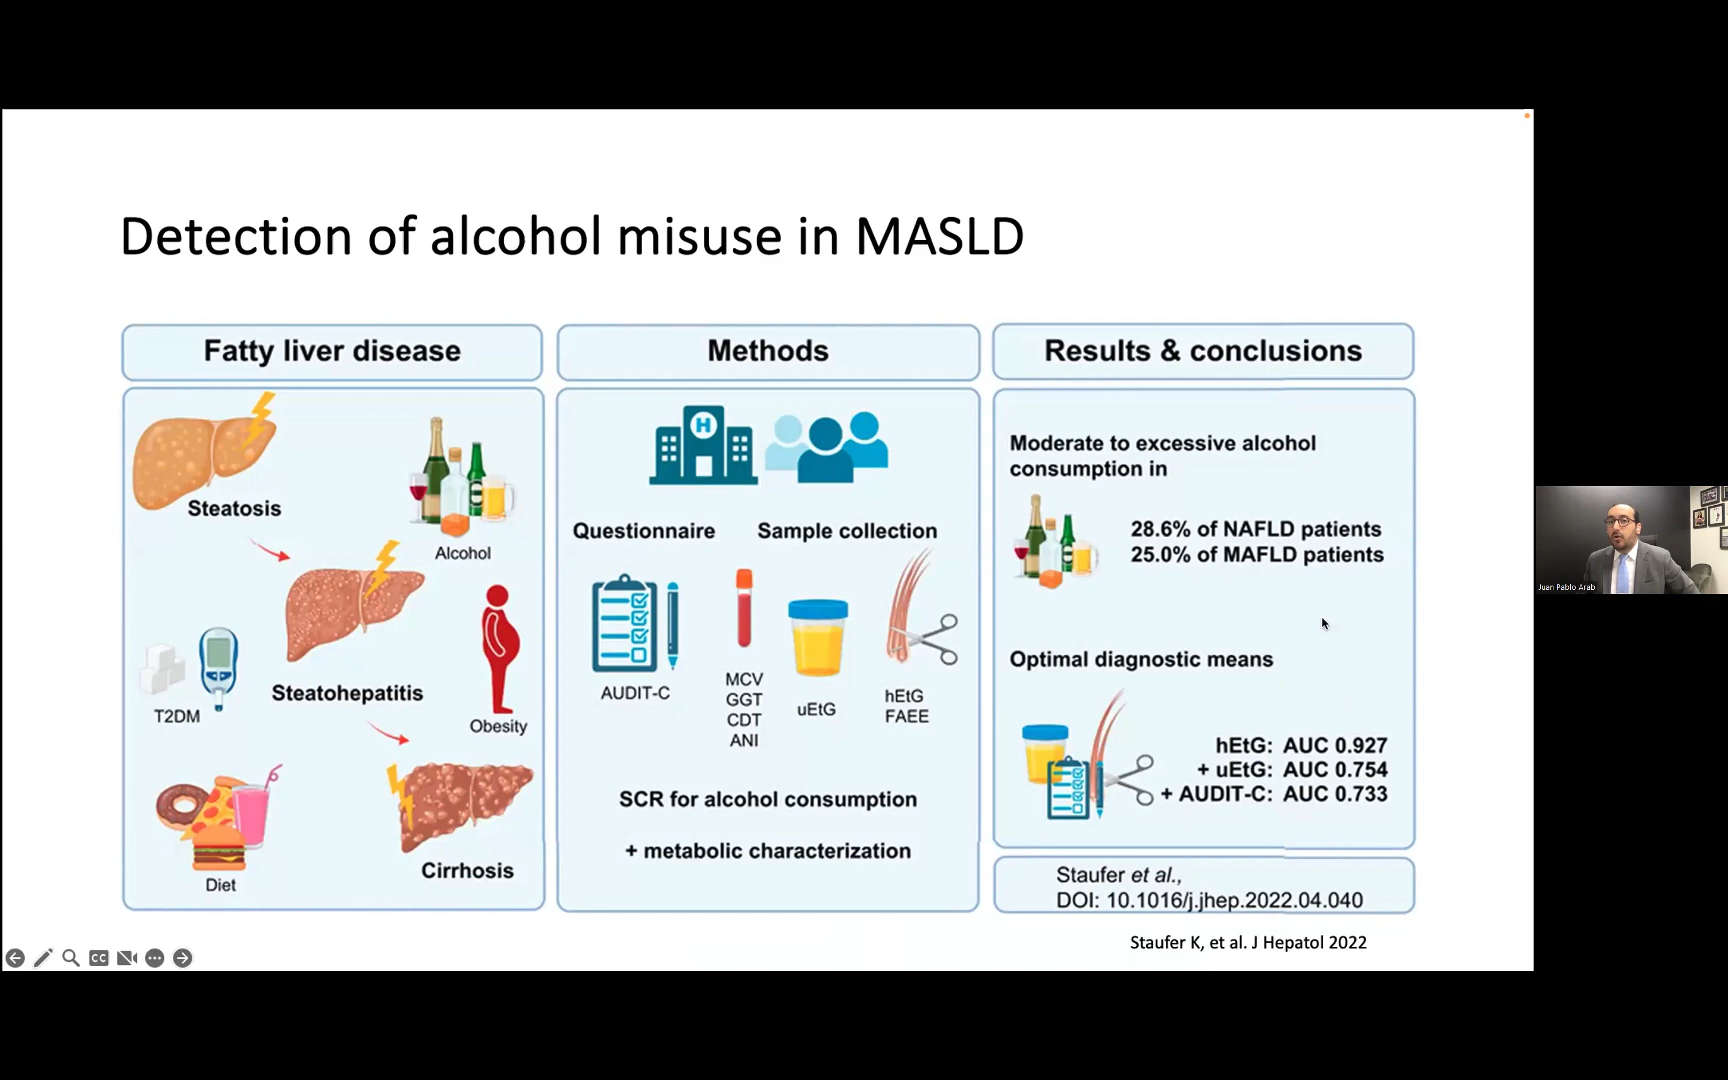 Detection of alcohol misuse in MASLD
Fatty liver disease
Steatosis
Alcohol
T2DM
Steatohepatitis
Obesity
Diet
Cirrhosis
Methods
H
Questionnaire
Sample collection
AUDIT-C
MCV
GGT
CDT
ANI
uEtG
hEtG
FAEE
SCR for alcohol consumption
+ metabolic characterization
Results & conclusions
Moderate to excessive alcohol
consumption in
28.6% of NAFLD patients
25.0% of MAFLD patients
Optimal diagnostic means
hEtG: AUC 0.927
+ uEtG: AUC 0.754
+ AUDIT-C: AUC 0.733
Staufer et al.,
DOI: 10.1016/j.jhep.2022.04.040
Staufer K, et al. J Hepatol 2022
CC
Juan Pablo Arab